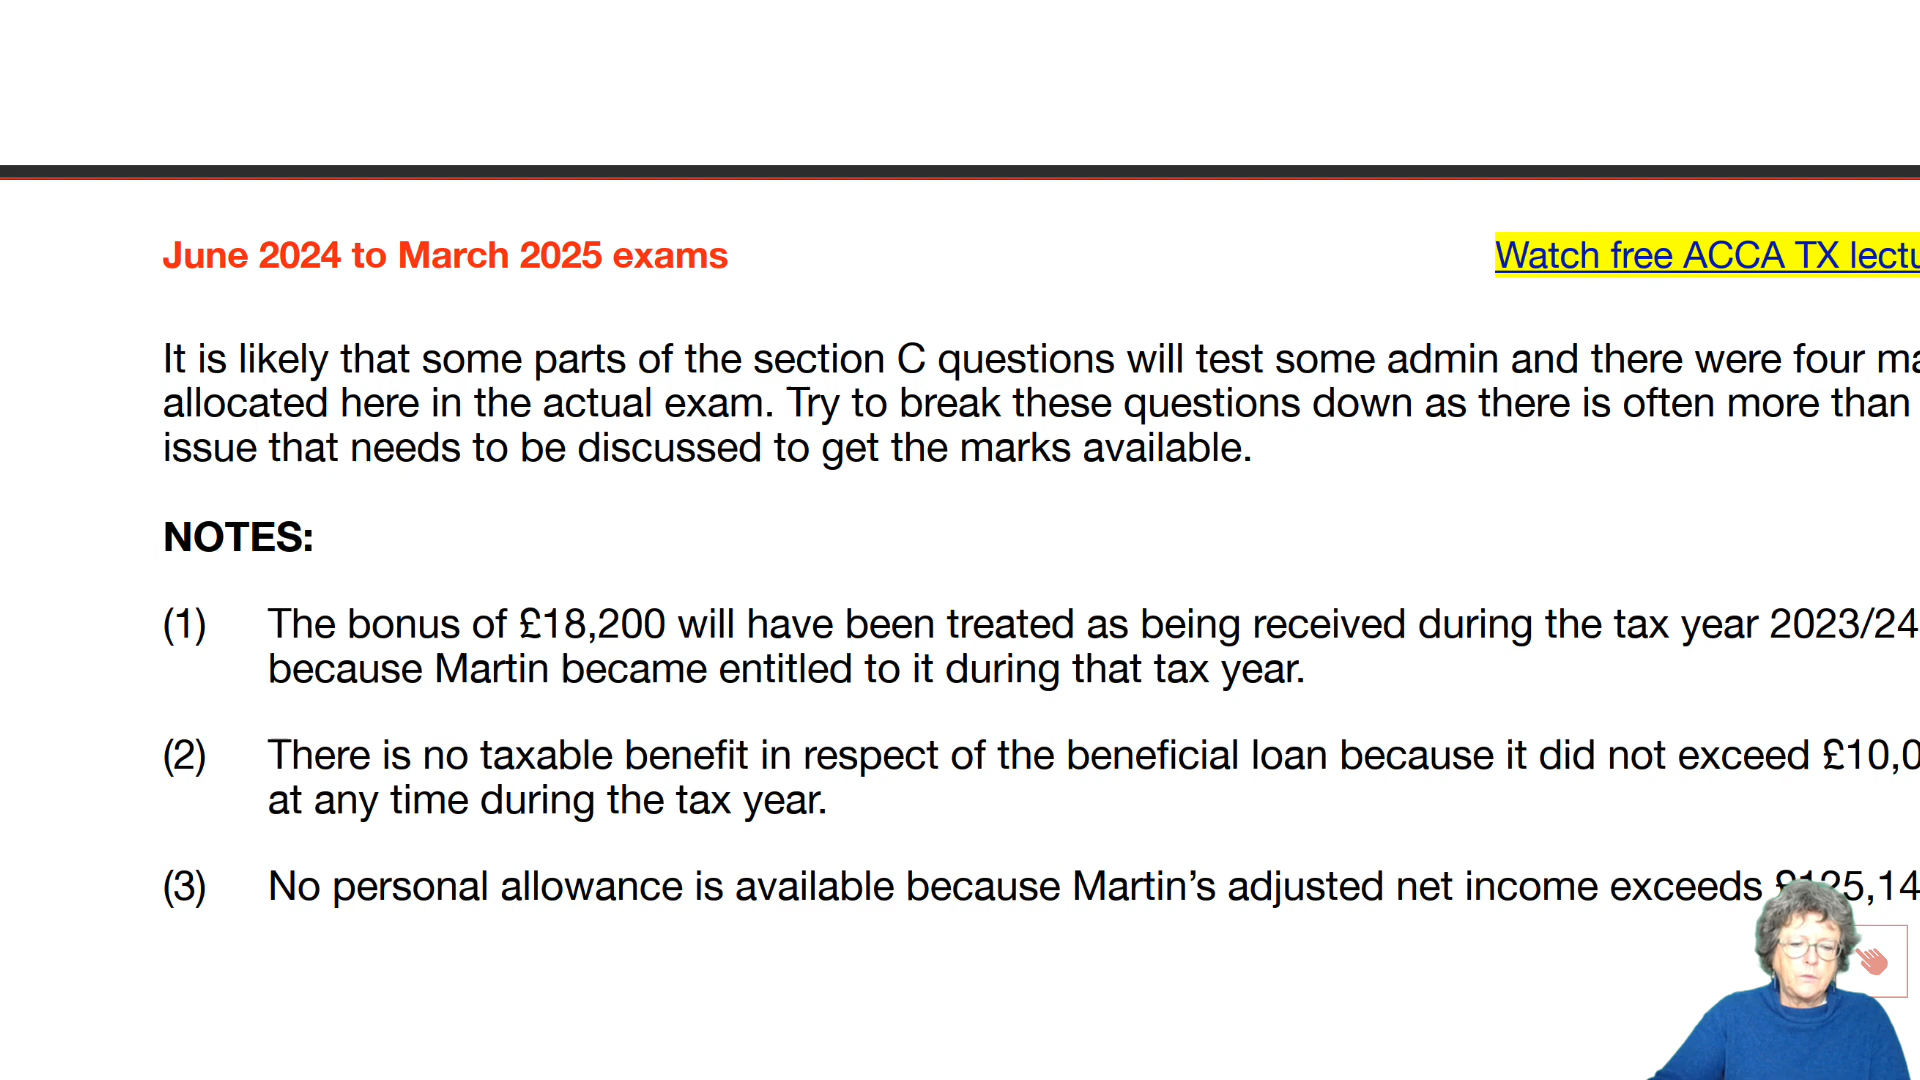 June 2024 to March 2025 exams
Watch free ACCA TX lectu
It is likely that some parts of the section C questions will test some admin and there were four ma
allocated here in the actual exam. Try to break these questions down as there is often more than
issue that needs to be discussed to get the marks available.
NOTES:
(1) The bonus of £18,200 will have been treated as being received during the tax year 2023/24
because Martin became entitled to it during that tax year.
(2) There is no taxable benefit in respect of the beneficial loan because it did not exceed £10,0
at any time during the tax year.
(3) No personal allowance is available because Martin's adjusted net income exceeds £125,14